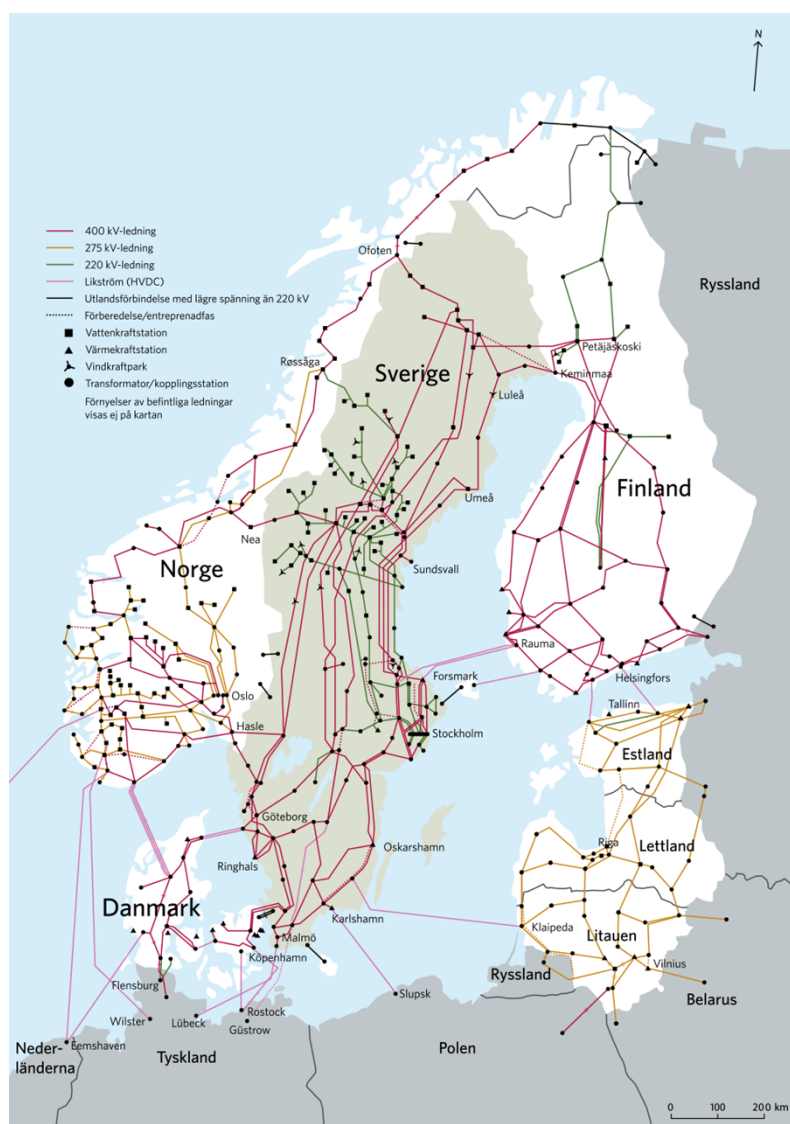 N
400 kV-ledning
275 kV-ledning
220 kV-ledning
Likström (HVDC)
Utlandsförbindelse med lägre spänning än 220 kV
Förberedelse/entreprenadfas
Vattenkraftstation
Värmekraftstation
Vindkraftpark
Transformator/kopplingsstation
Förnyelser av befintliga ledningar
visas ej på kartan
Ofoten
Ryssland
Røssåga
Petäjäskoski
Keminmaa
Sverige
Luleå
Finland
Umeå
Nea
Norge
Sundsvall
Rauma
Forsmark
Helsingfors
Oslo
Tallinn
Hasle
Stockholm
Estland
Göteborg
Riga
Lettland
Oskarshamn
Ringhals
Danmark
Karlshamn
Klaipeda
Malmö
Litauen
Köpenhamn
Vilnius
Ryssland
Flensburg
Slupsk
Belarus
Rostock
Wilster
Lübeck
Güstrow
Eemshaven
Neder-
länderna
Tyskland
Polen
0 100 200 km